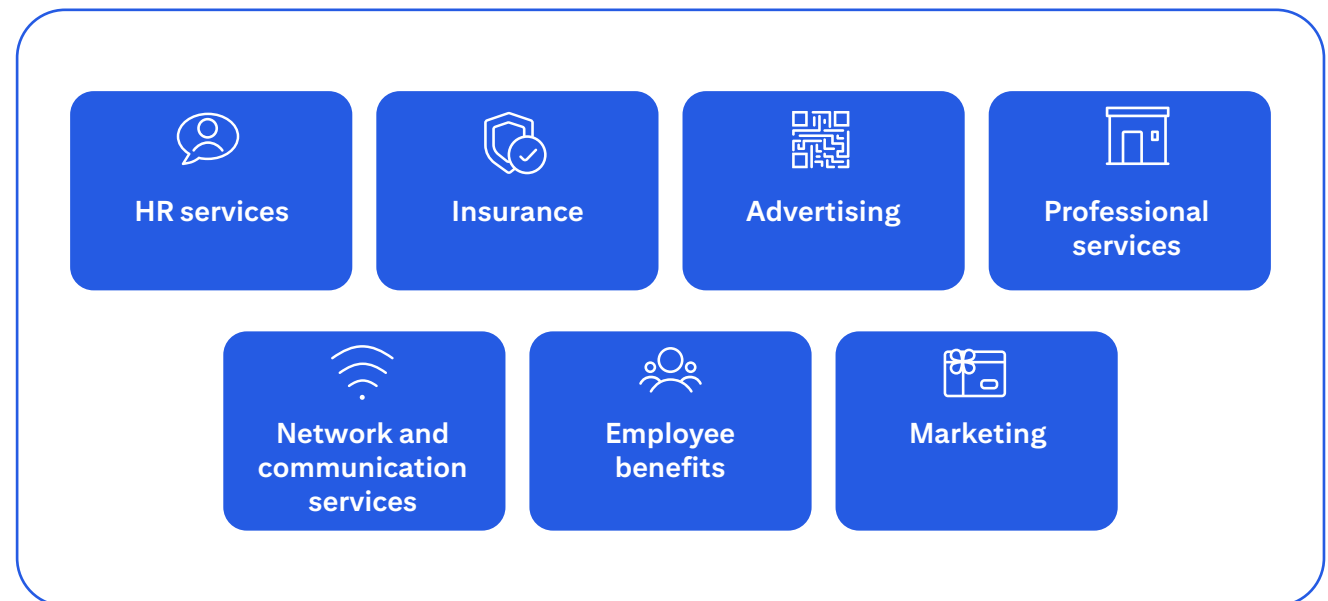 HR services
Insurance
Advertising
Professional
services
Network and
communication
services
Employee
benefits
Marketing